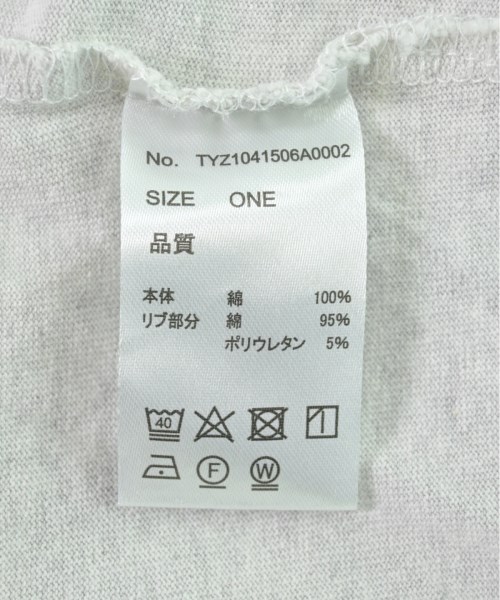 No. TYZ1041506A0002
SIZE ONE
品質
本体 綿 100%
リブ部分 綿 95%
ポリウレタン 5%
40
F W